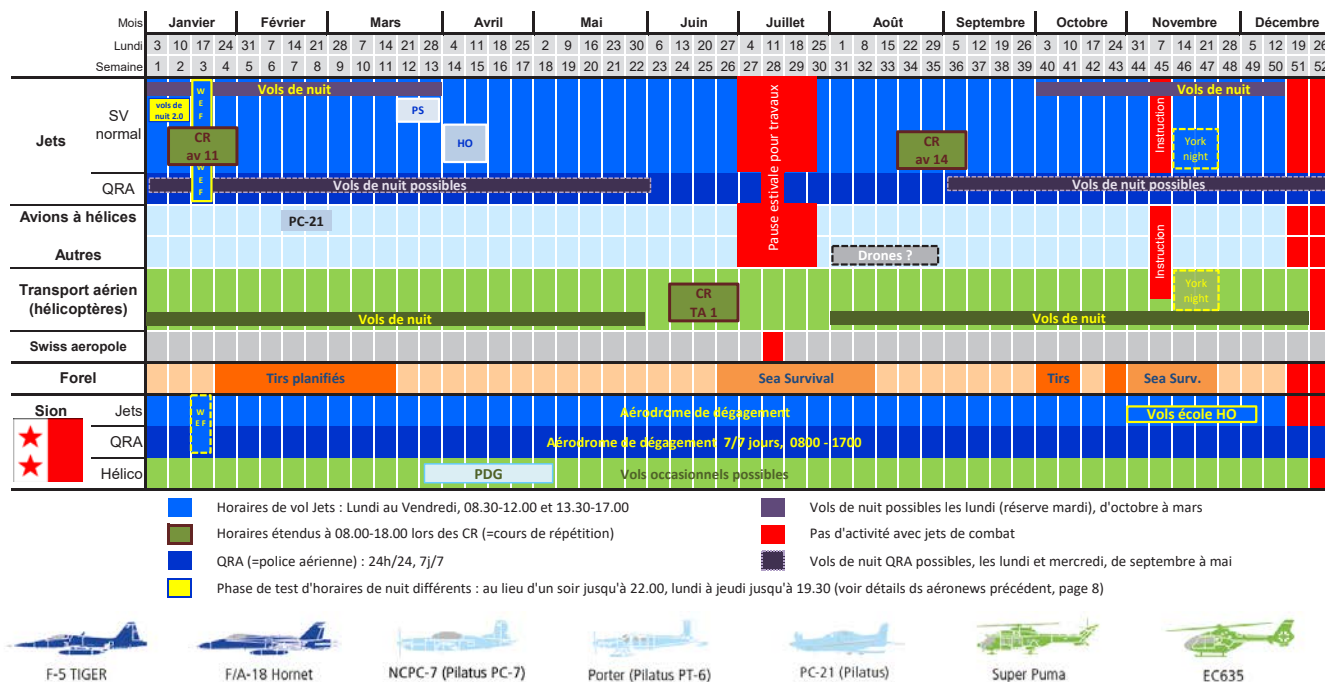 Mois Janvier Février Mars Avril Mai Juin Juillet Août Septembre Octobre Novembre Décembre
Lundi 3 10 17 24 31 7 14 21 28 7 14 21 28 4 11 18 25 2 9 16 23 30 6 13 20 27 4 11 18 25 1 8 15 22 29 5 12 19 26 3 10 17 24 31 7 14 21 28 5 12 19 26
Semaine 1 2 3 4 5 6 7 8 9 10 11 12 13 14 15 16 17 18 19 20 21 22 23 24 25 26 27 28 29 30 31 32 33 34 35 36 37 38 39 40 41 42 43 44 45 46 47 48 49 50 51 52
Jets
SV
normal
Vols de nuit
Vols de nuit
vols de
nuit 2.0
W
E
F
PS
HO
CR
av 11
CR
av 14
Pause estivale pour travaux
Instruction
York
night
QRA
Vols de nuit possibles
W
E
F
Vols de nuit possibles
Avions à hélices
PC-21
Autres
Drones ?
Instruction
Transport aérien
(hélicoptères)
CR
TA 1
York
night
Vols de nuit
Vols de nuit
Swiss aeropole
Forel
Tirs planifiés
Sea Survival
Tirs
Sea Surv.
Sion
Jets
W
E F
Aérodrome de dégagement
Vols école HO
QRA
Aérodrome de dégagement 7/7 jours, 0800 - 1700
Hélico
PDG
Vols occasionnels possibles
Horaires de vol Jets : Lundi au Vendredi, 08.30-12.00 et 13.30-17.00
Vols de nuit possibles les lundi (réserve mardi), d'octobre à mars
Horaires étendus à 08.00-18.00 lors des CR (=cours de répétition)
Pas d'activité avec jets de combat
QRA (=police aérienne) : 24h/24, 7j/7
Vols de nuit QRA possibles, les lundi et mercredi, de septembre à mai
Phase de test d'horaires de nuit différents : au lieu d'un soir jusqu'à 22.00, lundi à jeudi jusqu'à 19.30 (voir détails ds aéronews précédent, page 8)
F-5 TIGER
F/A-18 Hornet
NCPC-7 (Pilatus PC-7)
Porter (Pilatus PT-6)
PC-21 (Pilatus)
Super Puma
EC635